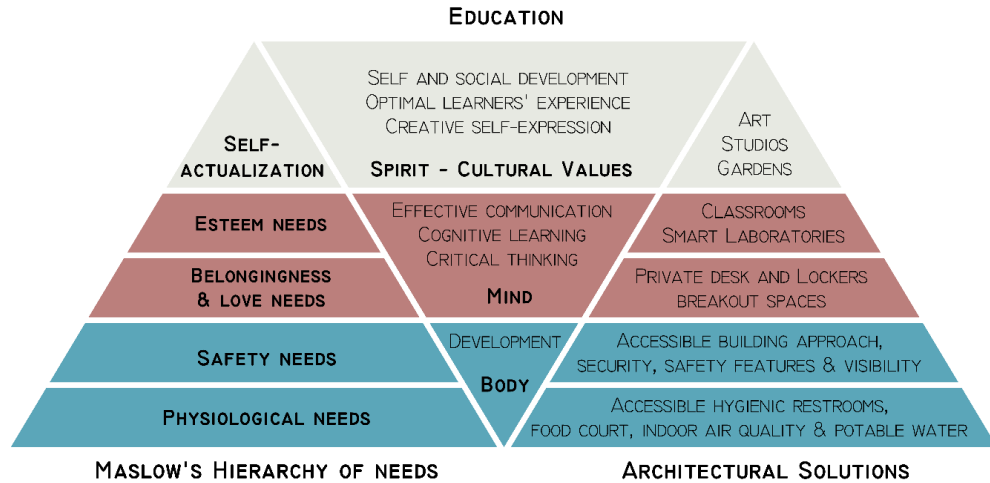 Education
Self and social development
Optimal learners' experience
Creative self-expression
Spirit - Cultural Values
Self-
actualization
Art
Studios
Gardens
Esteem needs
Effective communication
Cognitive learning
Critical thinking
Mind
Classrooms
Smart Laboratories
Belongingness
& love needs
Private desk and Lockers
breakout spaces
Safety needs
Development
Body
Accessible building approach,
security, safety features & visibility
Physiological needs
Accessible hygienic restrooms,
food court, indoor air quality & potable water
Maslow's Hierarchy of needs
Architectural Solutions